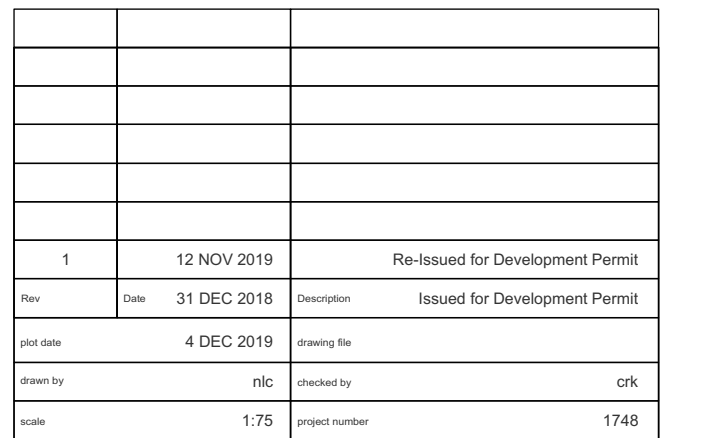 1 12 NOV 2019 Re-Issued for Development Permit
Rev Date 31 DEC 2018 Description Issued for Development Permit
plot date 4 DEC 2019 drawing file
drawn by nlc checked by crk
scale 1:75 project number 1748